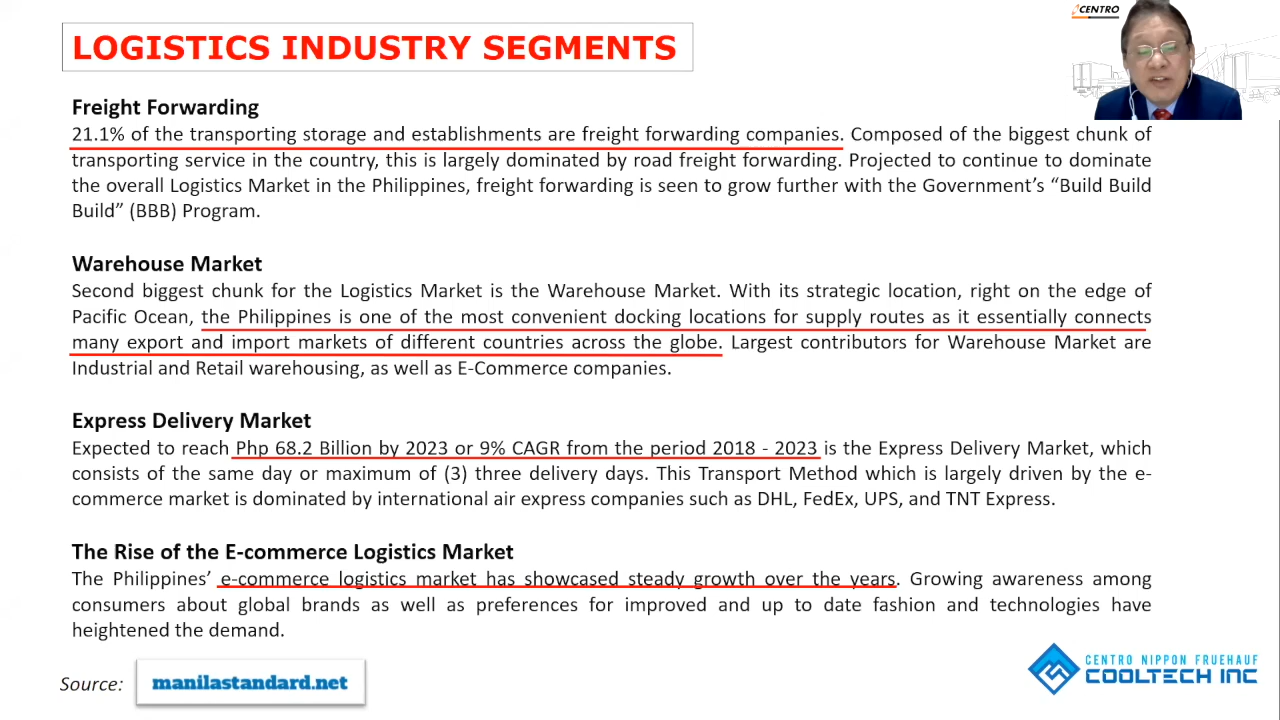 CENTRO
LOGISTICS INDUSTRY SEGMENTS
Freight Forwarding
21.1% of the transporting storage and establishments are freight forwarding companies. Composed of the biggest chunk of
transporting service in the country, this is largely dominated by road freight forwarding. Projected to continue to dominate
the overall Logistics Market in the Philippines, freight forwarding is seen to grow further with the Government’s “Build Build
Build” (BBB) Program.
Warehouse Market
Second biggest chunk for the Logistics Market is the Warehouse Market. With its strategic location, right on the edge of
Pacific Ocean, the Philippines is one of the most convenient docking locations for supply routes as it essentially connects
many export and import markets of different countries across the globe. Largest contributors for Warehouse Market are
Industrial and Retail warehousing, as well as E-Commerce companies.
Express Delivery Market
Expected to reach Php 68.2 Billion by 2023 or 9% CAGR from the period 2018 - 2023 is the Express Delivery Market, which
consists of the same day or maximum of (3) three delivery days. This Transport Method which is largely driven by the e-
commerce market is dominated by international air express companies such as DHL, FedEx, UPS, and TNT Express.
The Rise of the E-commerce Logistics Market
The Philippines’ e-commerce logistics market has showcased steady growth over the years. Growing awareness among
consumers about global brands as well as preferences for improved and up to date fashion and technologies have
heightened the demand.
Source: manilastandard.net
CENTRO NIPPON FRUEHAUF
COOLTECH INC